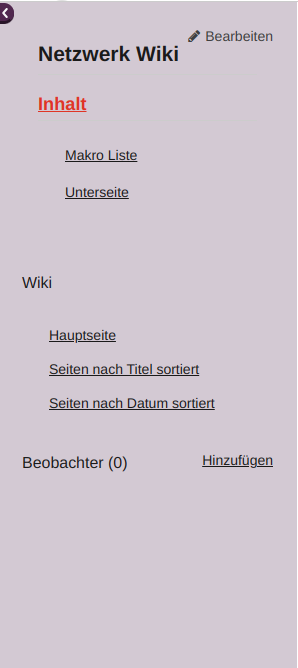 Bearbeiten
Netzwerk Wiki
Inhalt
Makro Liste
Unterseite
Wiki
Hauptseite
Seiten nach Titel sortiert
Seiten nach Datum sortiert
Beobachter (0) Hinzufügen